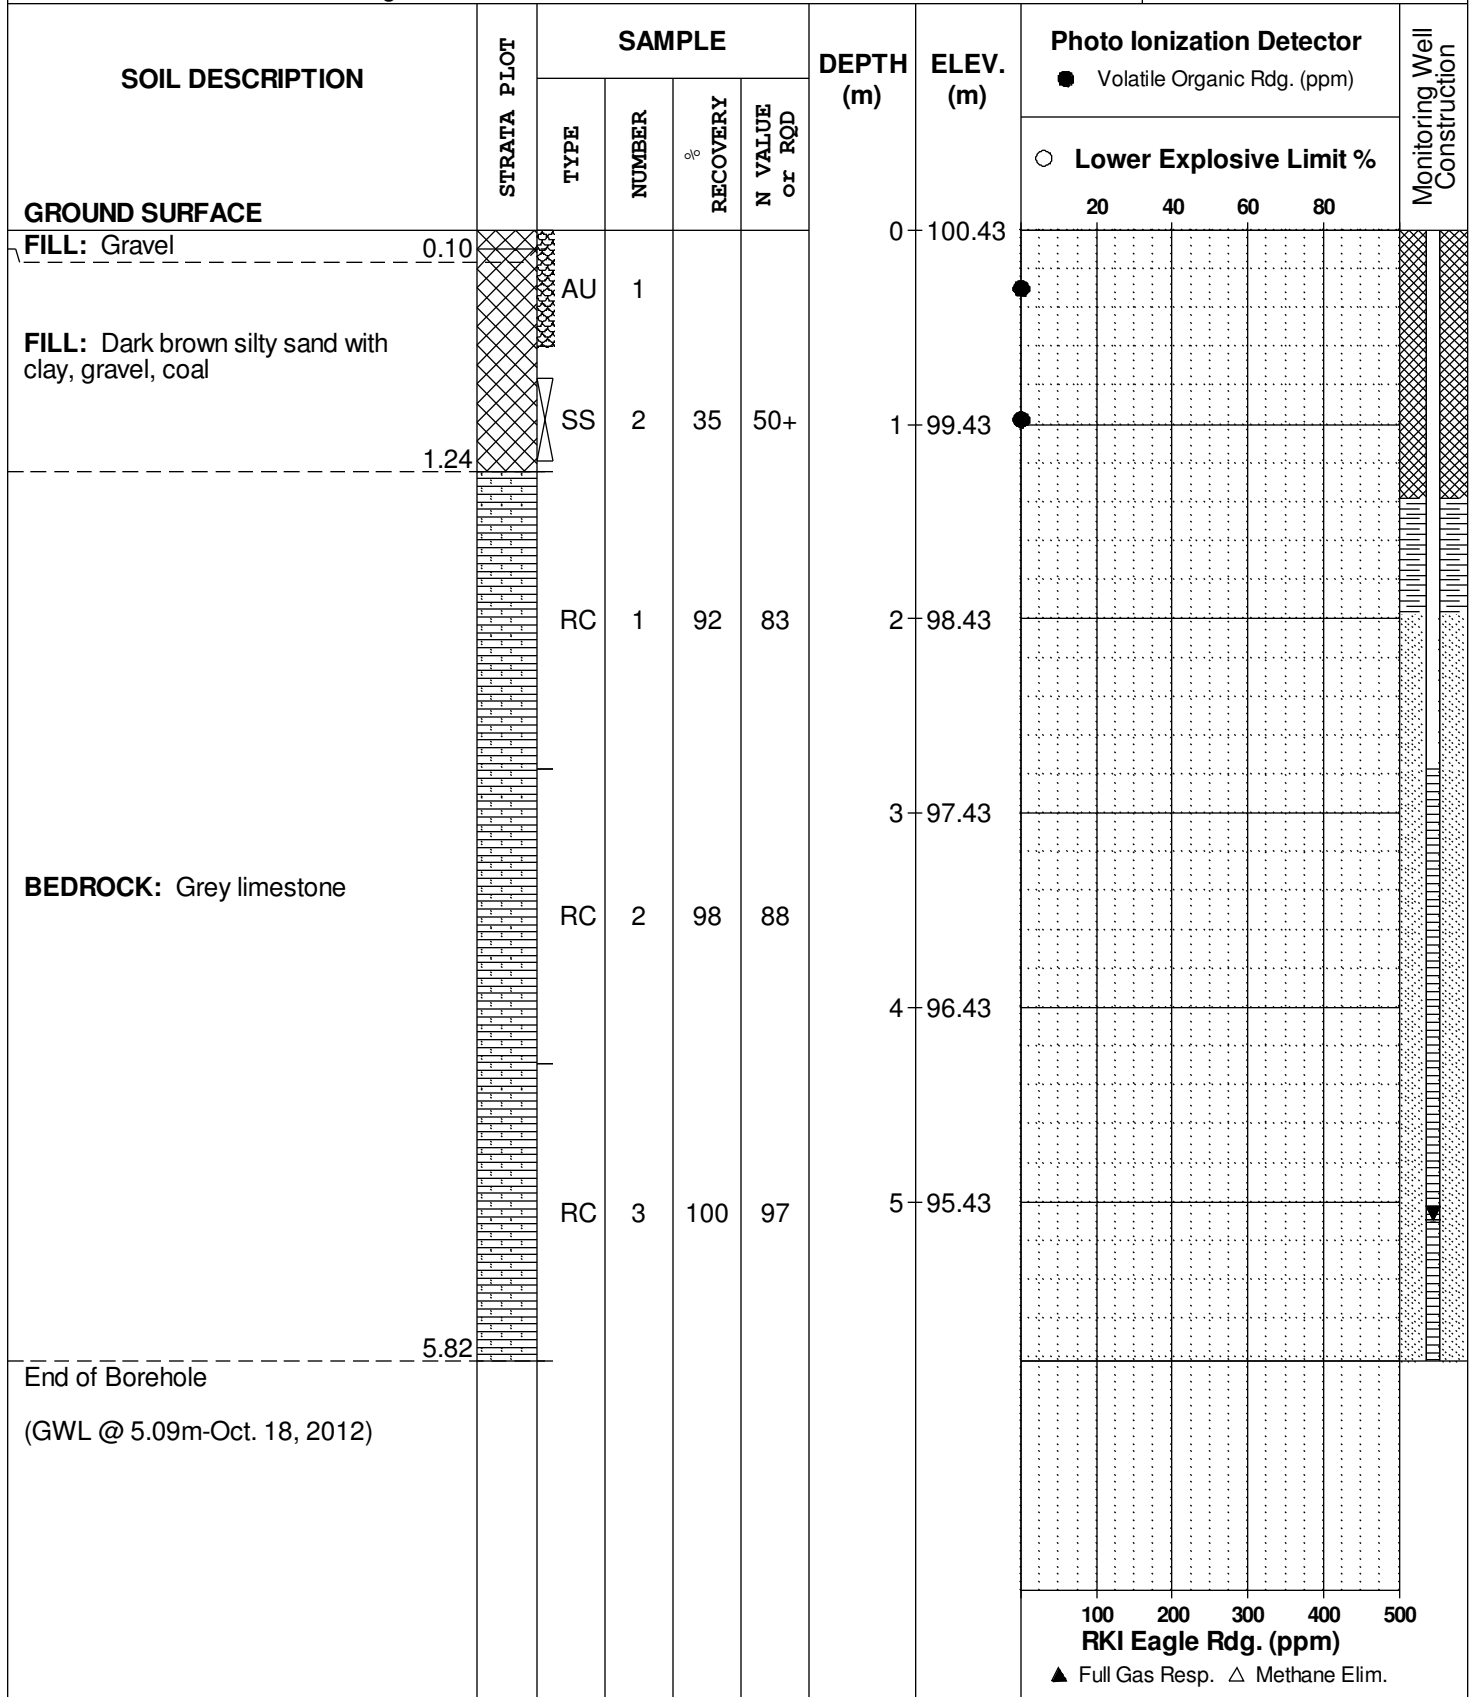 SOIL DESCRIPTION
GROUND SURFACE
STRATA PLOT
SAMPLE
TYPE
NUMBER
%
RECOVERY
N VALUE
or RQD
DEPTH
(m)
ELEV.
(m)
Photo Ionization Detector
● Volatile Organic Rdg. (ppm)
○ Lower Explosive Limit %
20 40 60 80
Monitoring Well
Construction
0 100.43
FILL: Gravel 0.10
AU 1
FILL: Dark brown silty sand with
clay, gravel, coal
SS 2 35 50+
1 99.43
1.24
RC 1 92 83
2 98.43
3 97.43
BEDROCK: Grey limestone
RC 2 98 88
4 96.43
RC 3 100 97
5 95.43
5.82
End of Borehole
(GWL @ 5.09m-Oct. 18, 2012)
100 200 300 400 500
RKI Eagle Rdg. (ppm)
▲ Full Gas Resp. △ Methane Elim.